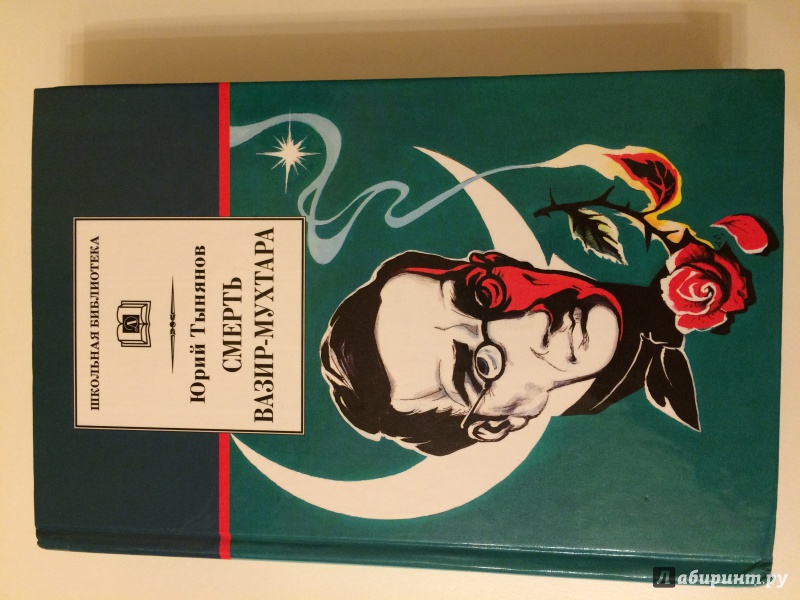 ШКОЛЬНАЯ БИБЛИОТЕКА
Л
Юрий Тынянов
СМЕРТЬ
ВАЗИР-МУХТАРА
Лабиринт.ру